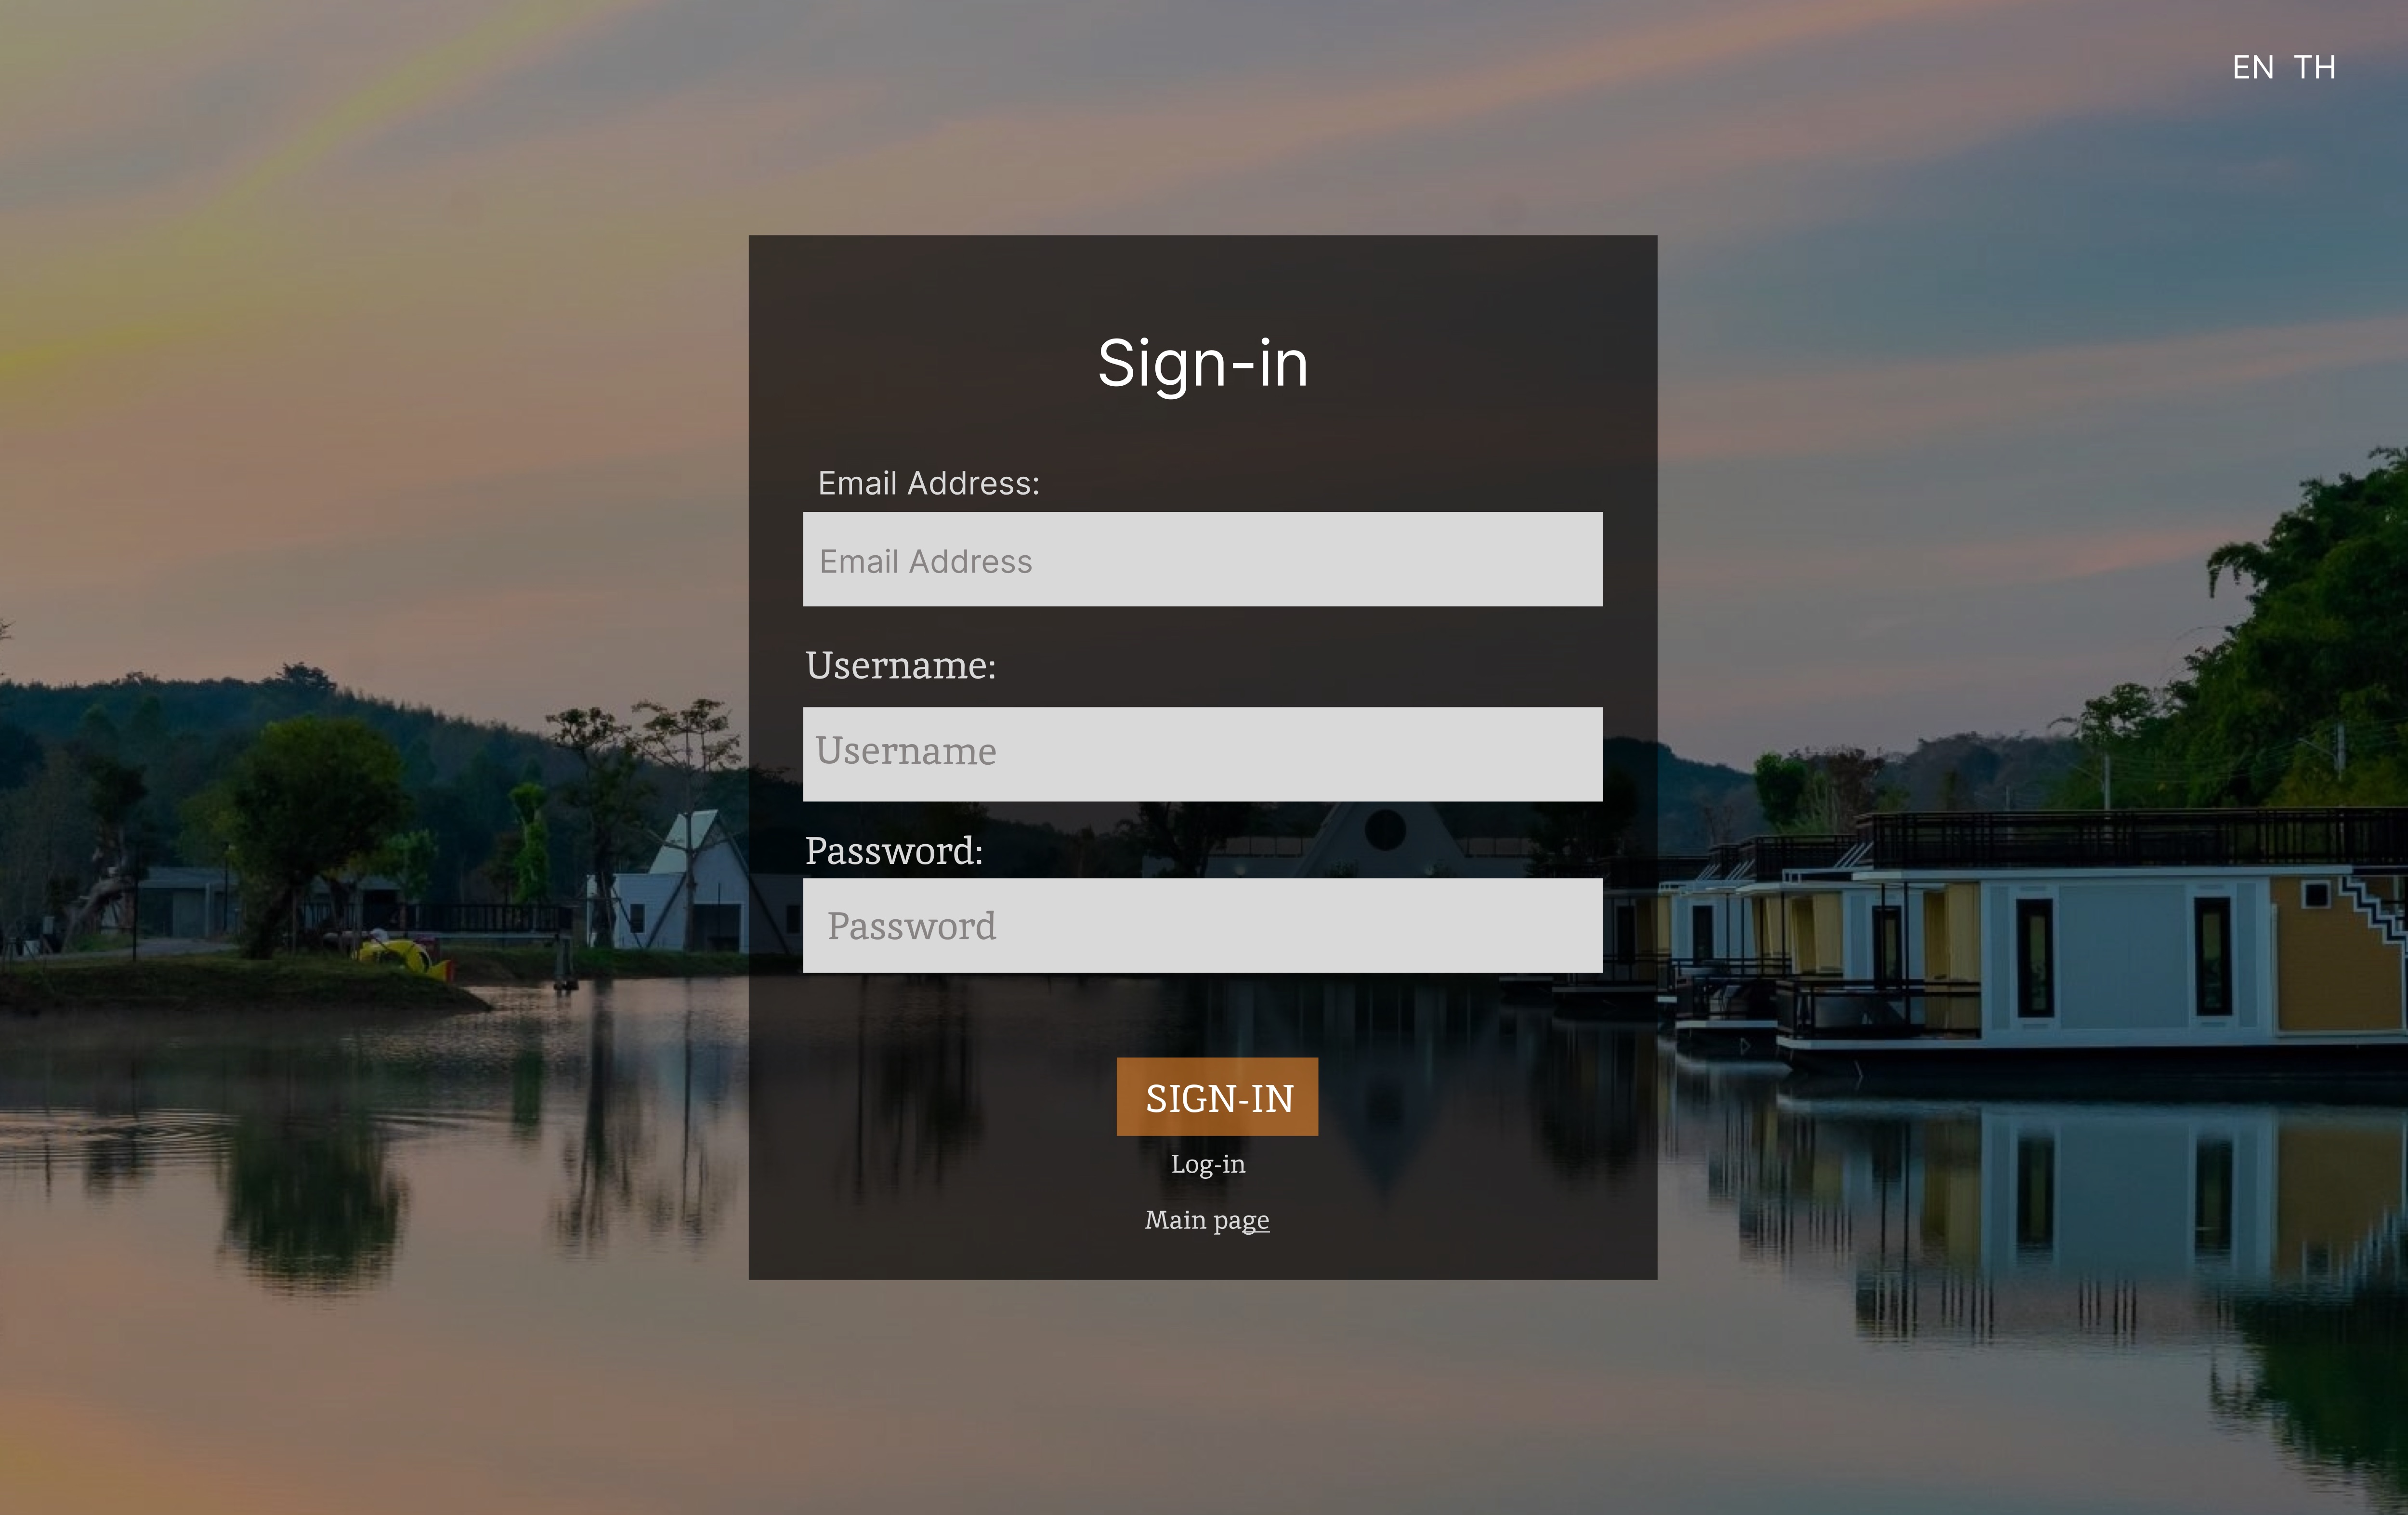 EN TH
Sign-in
Email Address:
Email Address
Username:
Username
Password:
Password
SIGN-IN
Log-in
Main page